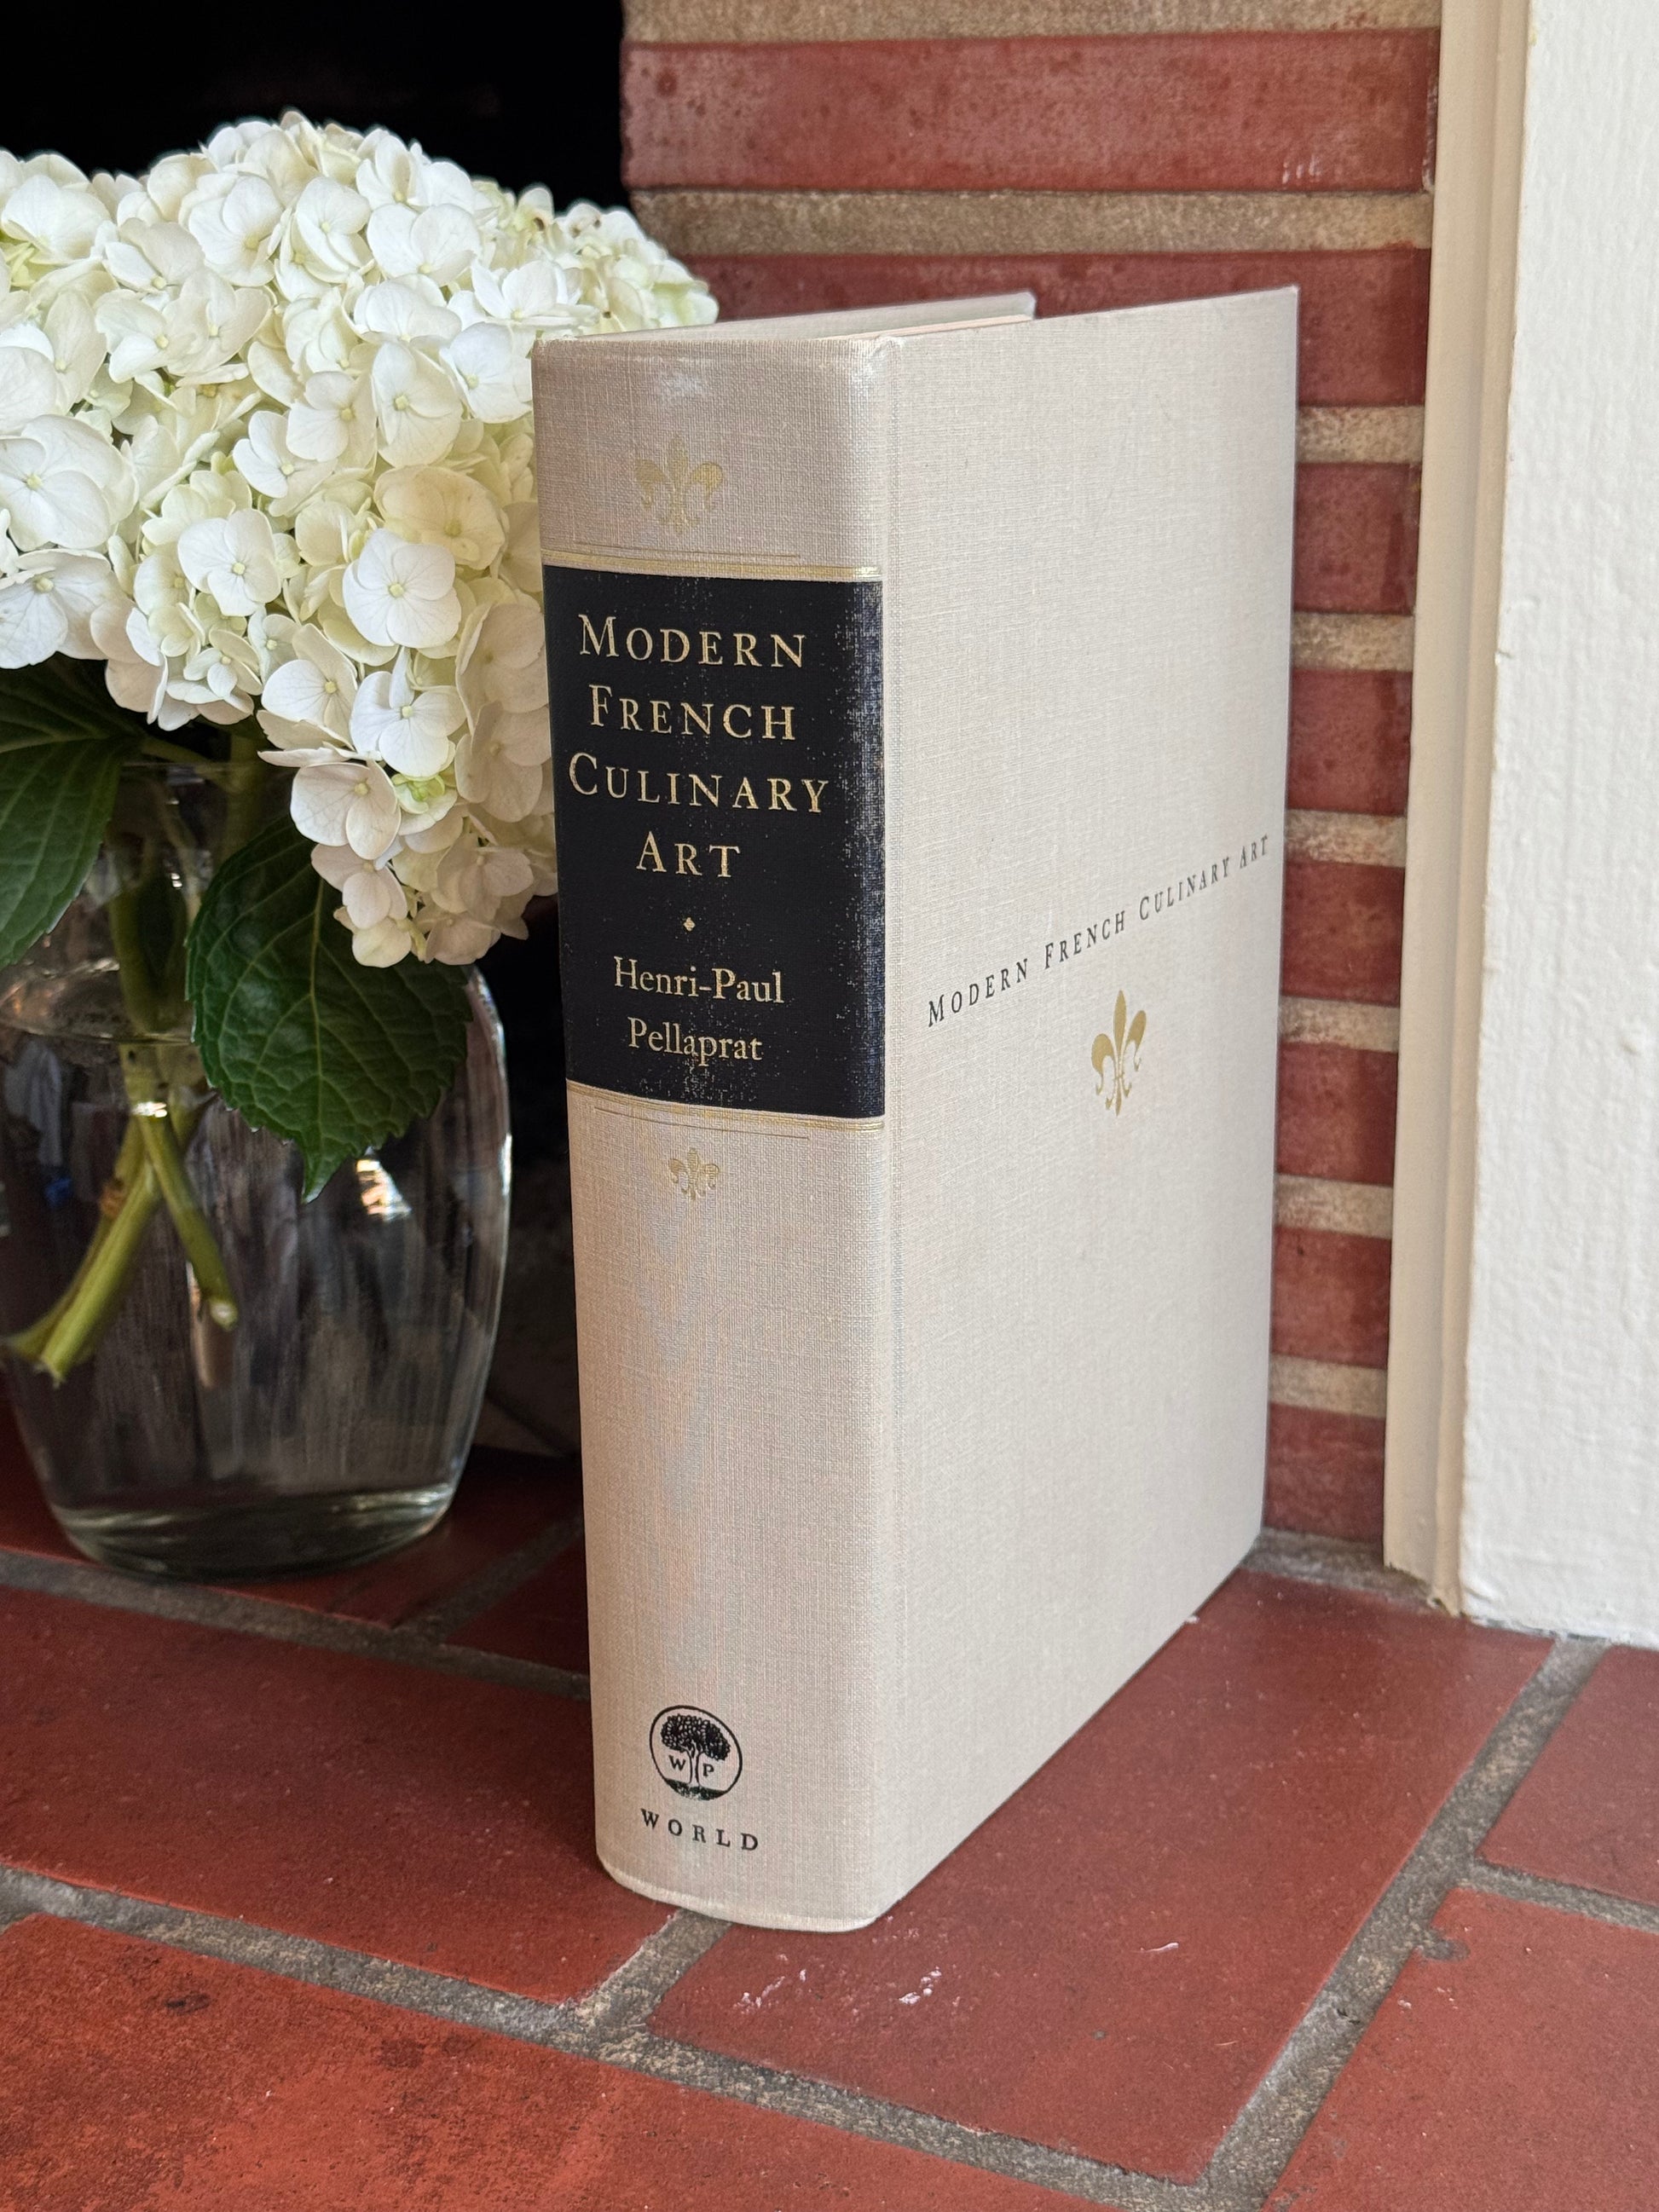 MODERN
FRENCH
CULINARY
ART
Henri-Paul
Pellaprat
W P
WORLD
MODERN FRENCH CULINARY ART